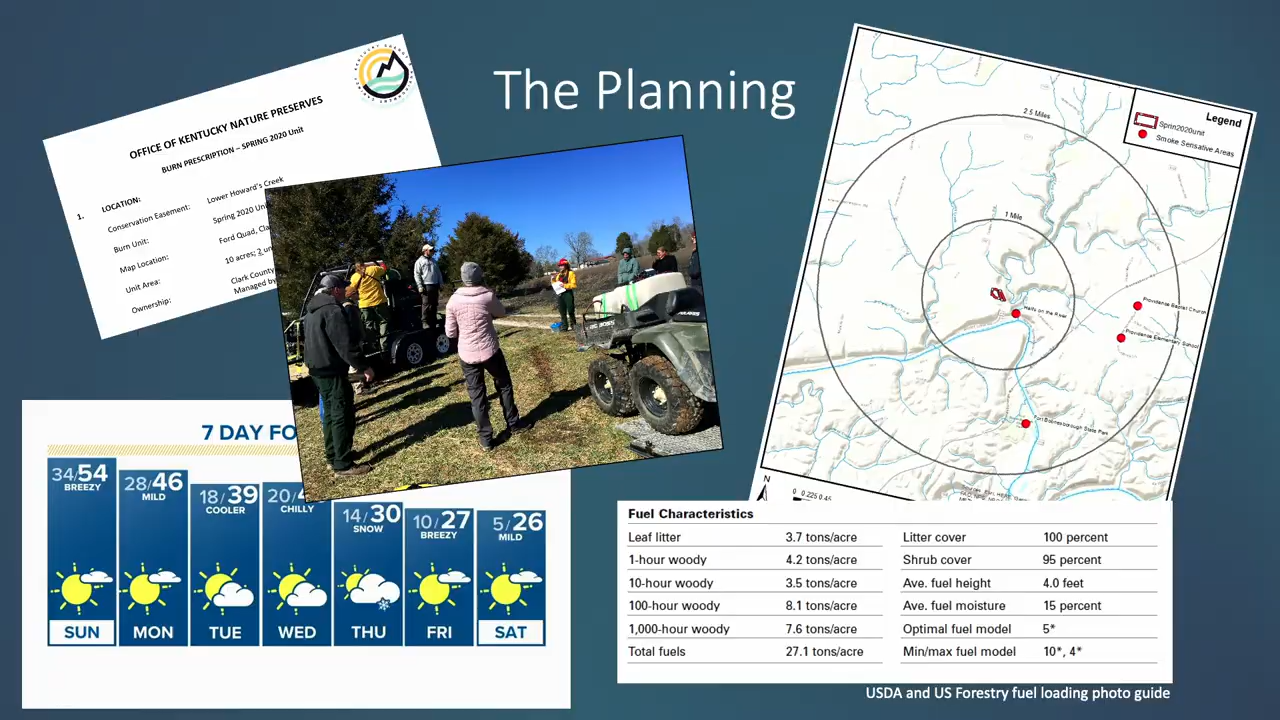 The Planning
OFFICE OF KENTUCKY NATURE PRESERVES
BURN PRESCRIPTION – SPRING 2020 Unit
1. LOCATION:
Conservation Easement: Lower Howard's Creek
Burn Unit: Spring 2020
Map Location: Ford Quad,
Unit Area: 10 acres; 2
Ownership: Clark County
Managed by
Legend
Sprin2020unit
Smoke Sensative Areas
2.5 Miles
1 Mile
Halls on the River
Providence Baptist Church
Providence Elementary School
Fort Boonesborough State Park
N
0 0.225 0.45
7 DAY FO
34/54
BREEZY
SUN
28/46
MILD
MON
18/39
COOLER
TUE
20/
CHILLY
WED
14/30
SNOW
THU
10/27
BREEZY
FRI
5/26
MILD
SAT
Fuel Characteristics
Leaf litter 3.7 tons/acre Litter cover 100 percent
1-hour woody 4.2 tons/acre Shrub cover 95 percent
10-hour woody 3.5 tons/acre Ave. fuel height 4.0 feet
100-hour woody 8.1 tons/acre Ave. fuel moisture 15 percent
1,000-hour woody 7.6 tons/acre Optimal fuel model 5*
Total fuels 27.1 tons/acre Min/max fuel model 10*, 4*
USDA and US Forestry fuel loading photo guide